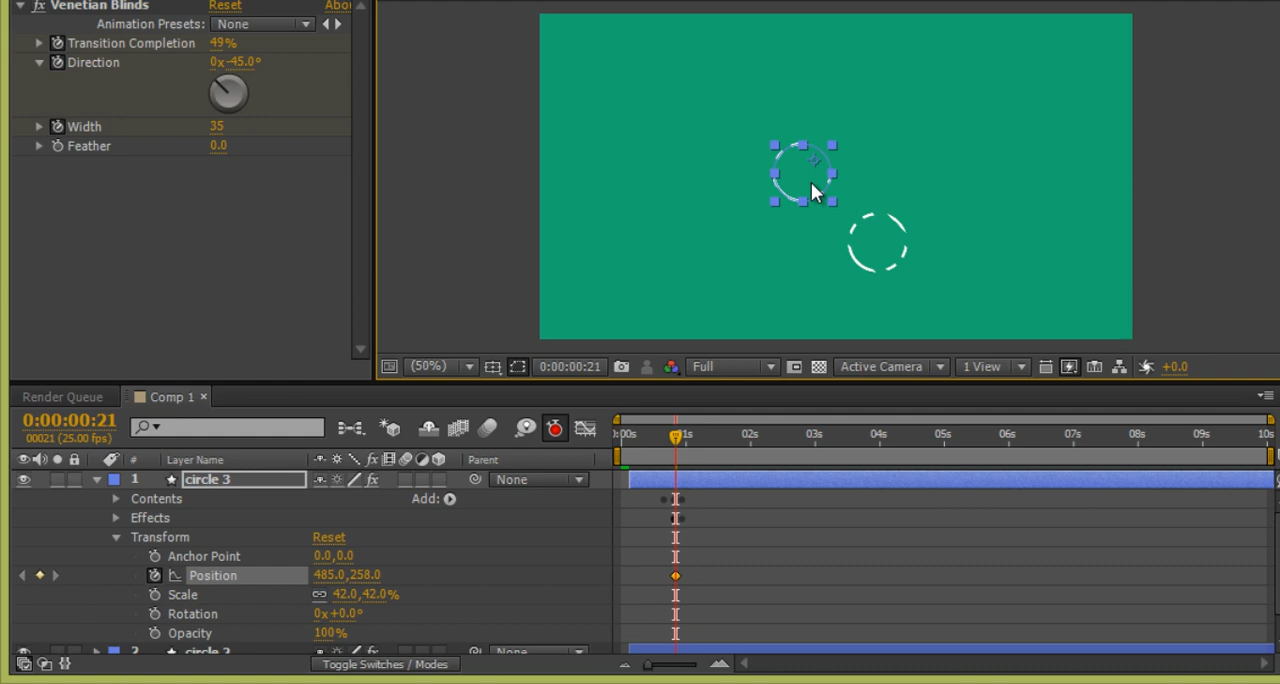 fx Venetian Blinds Reset Abou
Animation Presets: None
Transition Completion 49%
Direction 0x-45.0°
Width 35
Feather 0.0
(50%) 0:00:00:21 Full Active Camera 1 View +0.0
Render Queue Comp 1 ×
0:00:00:21
00021 (25.00 fps)
:00s 1s 02s 03s 04s 05s 06s 07s 08s 09s 10s
# Layer Name fx Parent
1 circle 3 fx None
Contents Add:
Effects
Transform Reset
Anchor Point 0.0,0.0
Position 485.0,258.0
Scale 42.0,42.0%
Rotation 0x+0.0°
Opacity 100%
2 circle 2 None
Toggle Switches / Modes